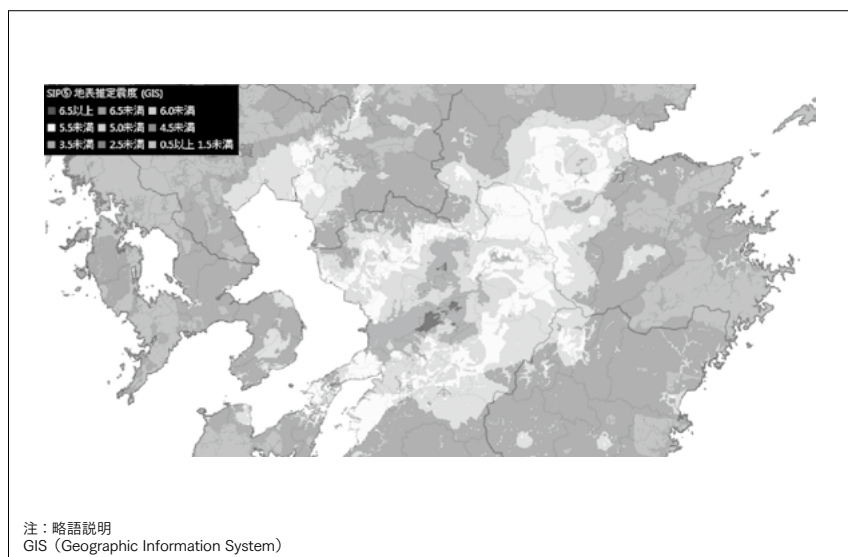 SIP⑤ 地表推定震度 (GIS)
6.5以上 6.5未満 6.0未満
5.5未満 5.0未満 4.5未満
3.5未満 2.5未満 0.5以上 1.5未満
注：略語説明
GIS（Geographic Information System）